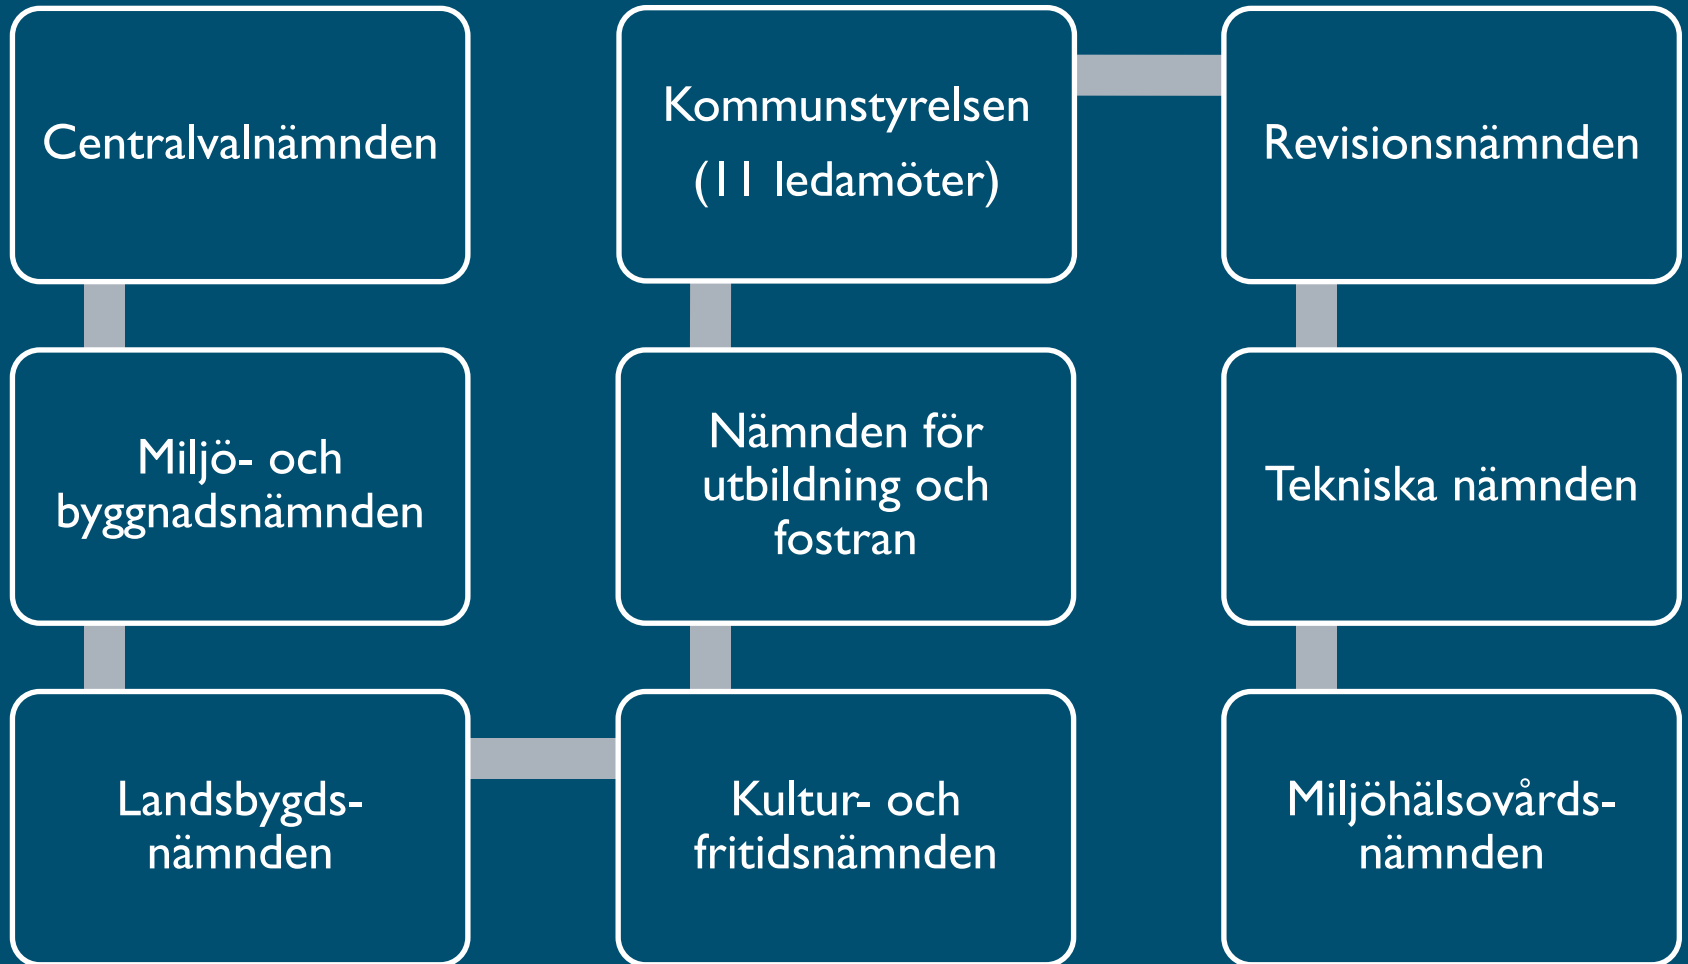 Centralvalnämnden
Miljö- och
byggnadsnämnden
Landsbygds-
nämnden
Kultur- och
fritidsnämnden
Nämnden för
utbildning och
fostran
Kommunstyrelsen
(11 ledamöter)
Revisionsnämnden
Tekniska nämnden
Miljöhälsovårds-
nämnden